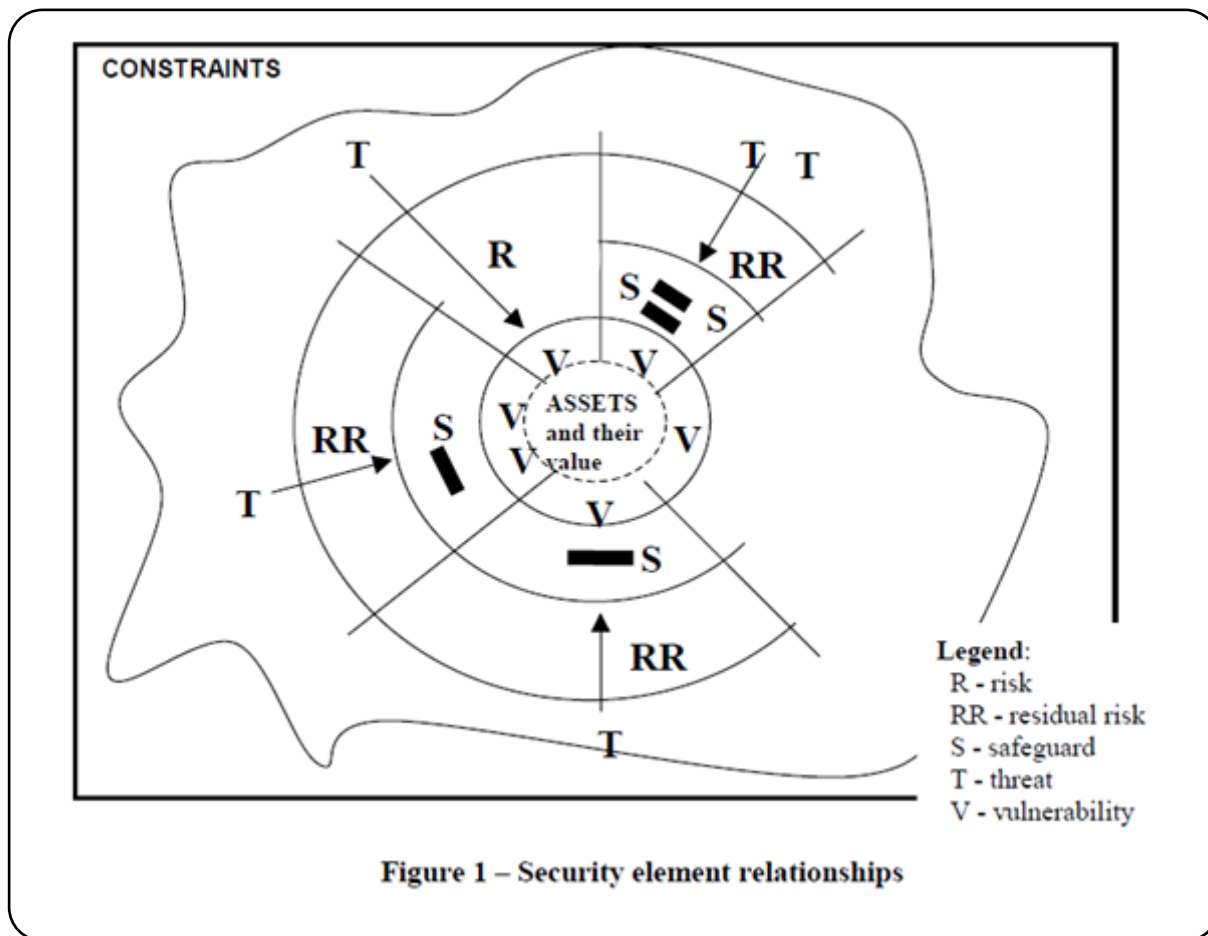 CONSTRAINTS
T
T
T
R
RR
S
S
V
V
ASSETS
and their
value
V
V
V
V
S
RR
T
S
RR
T
Legend:
R - risk
RR - residual risk
S - safeguard
T - threat
V - vulnerability
Figure 1 – Security element relationships